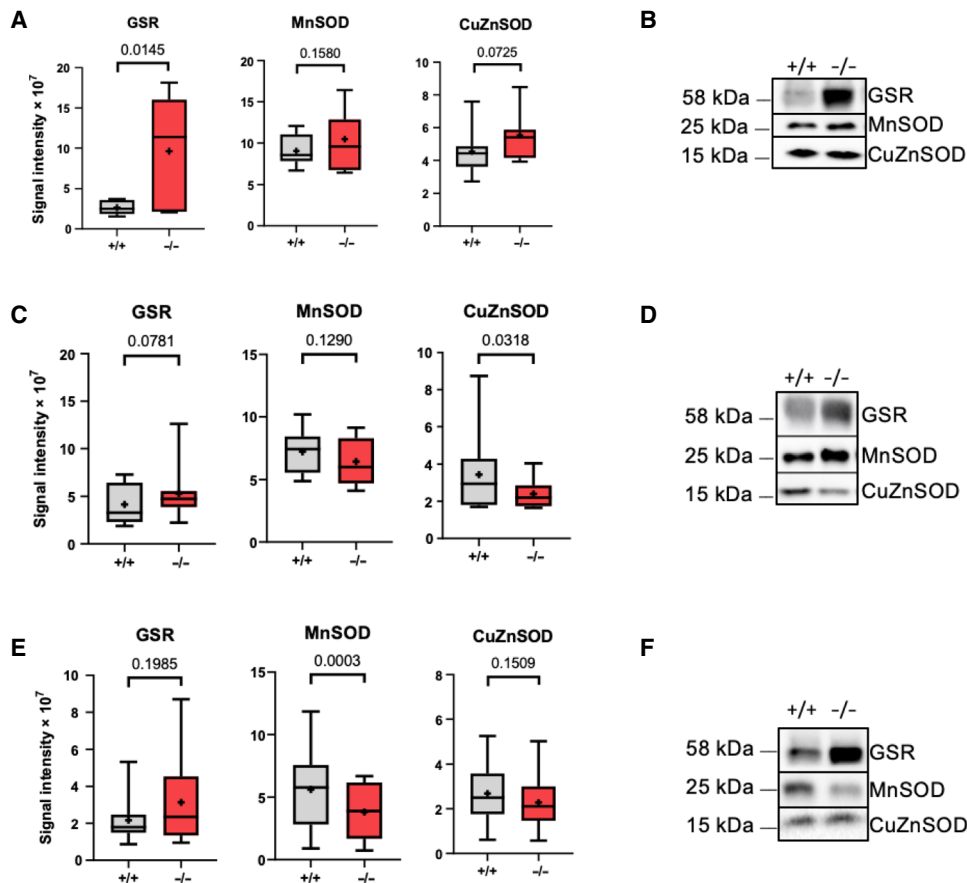 A
GSR
MnSOD
CuZnSOD
0.0145
0.1580
0.0725
Signal intensity × 10⁷
20
15
10
5
0
20
15
10
5
0
10
8
6
4
2
0
+/+
−/−
+/+
−/−
+/+
−/−
B
+/+ −/−
58 kDa GSR
25 kDa MnSOD
15 kDa CuZnSOD
C
GSR
MnSOD
CuZnSOD
0.0781
0.1290
0.0318
Signal intensity × 10⁷
20
15
10
5
0
15
10
5
0
10
8
6
4
2
0
+/+
−/−
+/+
−/−
+/+
−/−
D
+/+ −/−
58 kDa GSR
25 kDa MnSOD
15 kDa CuZnSOD
E
GSR
MnSOD
CuZnSOD
0.1985
0.0003
0.1509
Signal intensity × 10⁷
10
8
6
4
2
0
15
10
5
0
8
6
4
2
0
+/+
−/−
+/+
−/−
+/+
−/−
F
+/+ −/−
58 kDa GSR
25 kDa MnSOD
15 kDa CuZnSOD